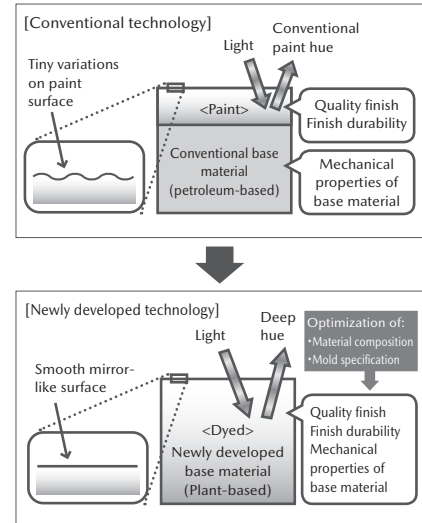 [Conventional technology]
Light
Conventional
paint hue
Tiny variations
on paint
surface
<Paint>
Quality finish
Finish durability
Conventional base
material
(petroleum-based)
Mechanical
properties of
base material
[Newly developed technology]
Light
Deep
hue
Optimization of:
•Material composition
•Mold specification
Smooth mirror-
like surface
<Dyed>
Newly developed
base material
(Plant-based)
Quality finish
Finish durability
Mechanical
properties of
base material